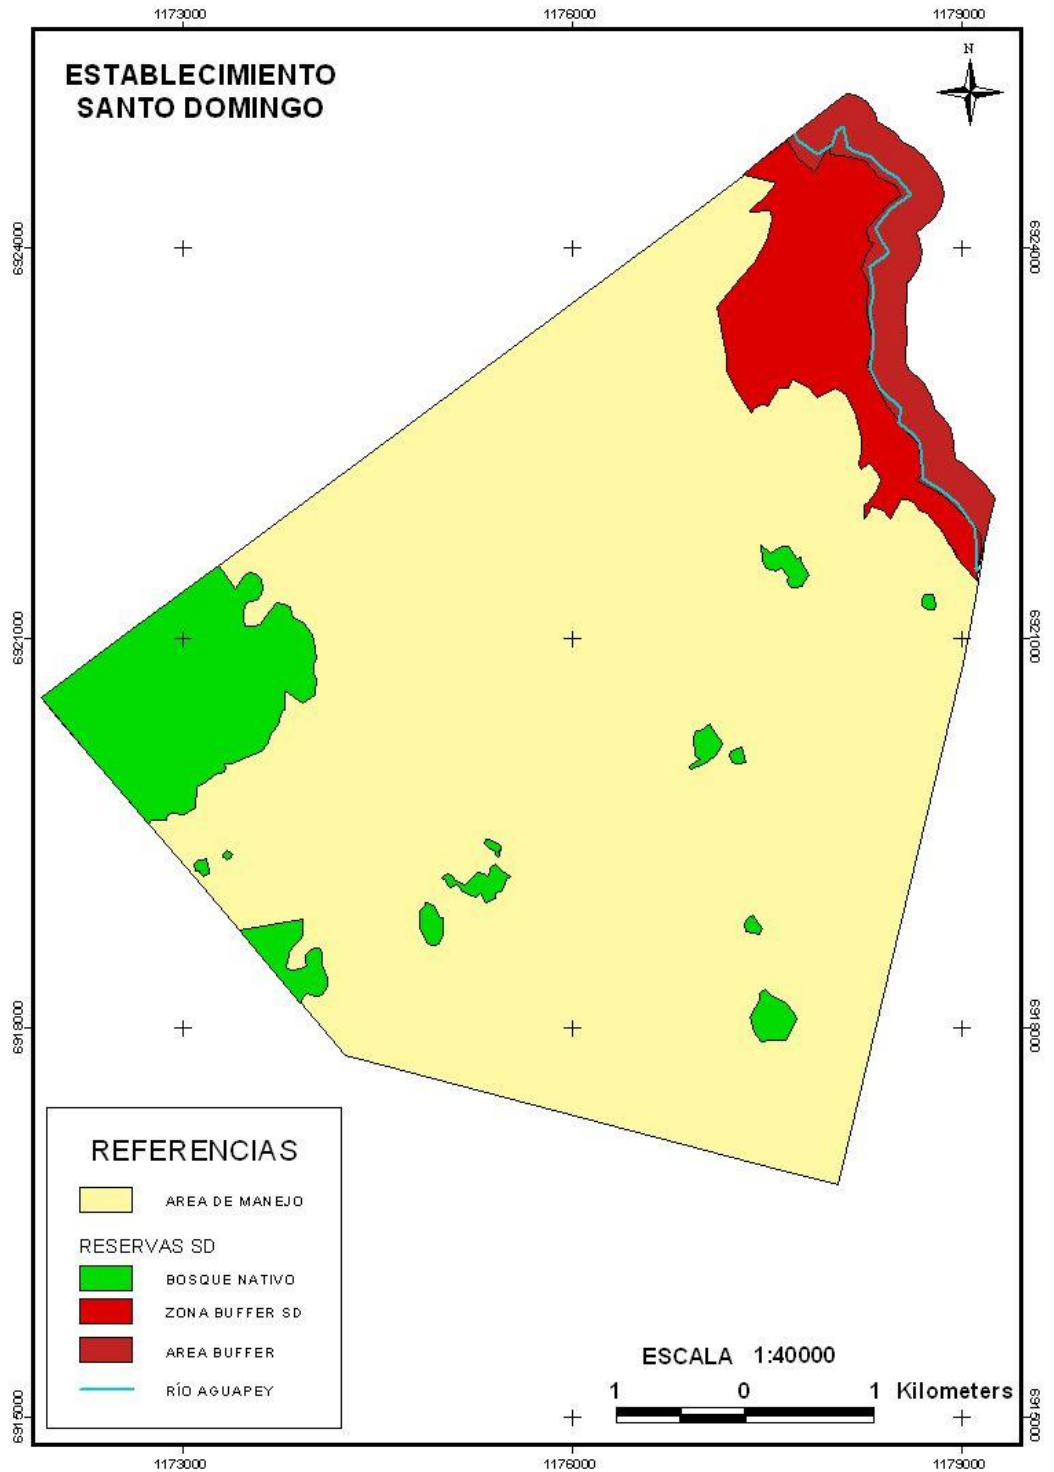 1173000 1176000 1179000
ESTABLECIMIENTO
SANTO DOMINGO
N
6924000 6924000
6921000 6921000
6918000 6918000
REFERENCIAS
AREA DE MANEJO
RESERVAS SD
BOSQUE NATIVO
ZONA BUFFER SD
AREA BUFFER
RÍO AGUAPEY
ESCALA 1:40000
1 0 1 Kilometers
6915000 6915000
1173000 1176000 1179000